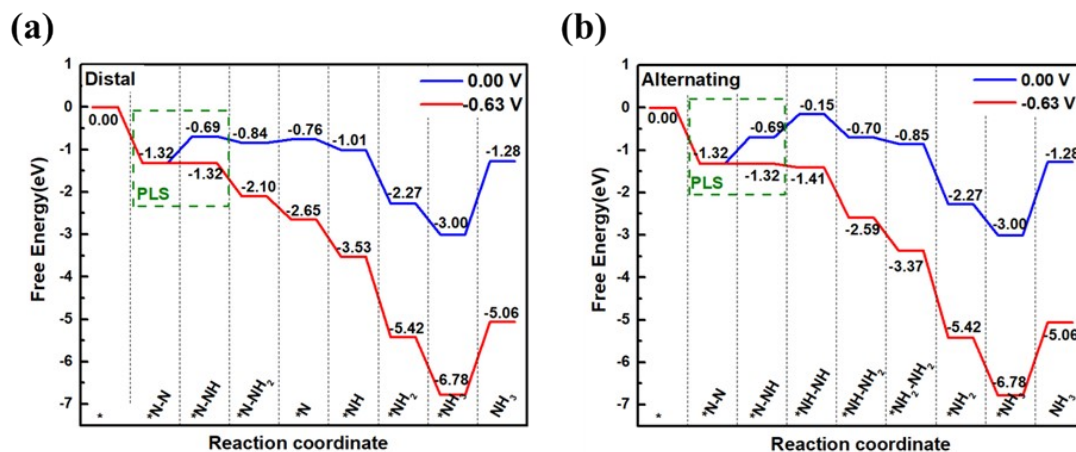 (a)
Distal
0.00 V
-0.63 V
1
0
-1
-2
-3
-4
-5
-6
-7
Free Energy(eV)
0.00
-1.32
-0.69
-0.84
-0.76
-1.01
-2.27
-3.00
-1.28
PLS
-1.32
-2.10
-2.65
-3.53
-5.42
-6.78
-5.06
*
*N-N
*N-NH
*N-NH₂
*N
*NH
*NH₂
*NH₃
NH₃
Reaction coordinate
(b)
Alternating
0.00 V
-0.63 V
1
0
-1
-2
-3
-4
-5
-6
-7
Free Energy(eV)
0.00
-1.32
-0.69
-0.15
-0.70
-0.85
-2.27
-3.00
-1.28
PLS
-1.32
-1.41
-2.59
-3.37
-5.42
-6.78
-5.06
*
*N-N
*N-NH
*NH-NH
*NH-NH₂
*NH₂-NH₂
*NH₂
*NH₃
NH₃
Reaction coordinate